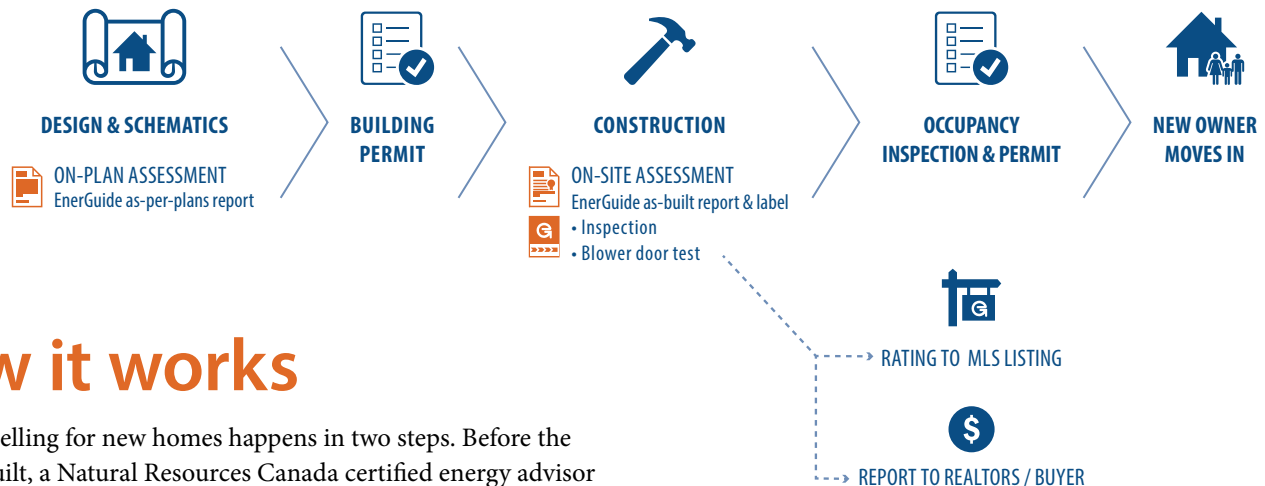 DESIGN & SCHEMATICS
ON-PLAN ASSESSMENT
EnerGuide as-per-plans report
BUILDING
PERMIT
CONSTRUCTION
ON-SITE ASSESSMENT
EnerGuide as-built report & label
• Inspection
• Blower door test
OCCUPANCY
INSPECTION & PERMIT
NEW OWNER
MOVES IN
RATING TO MLS LISTING
$
REPORT TO REALTORS / BUYER
w it works
elling for new homes happens in two steps. Before the
uilt, a Natural Resources Canada certified energy advisor